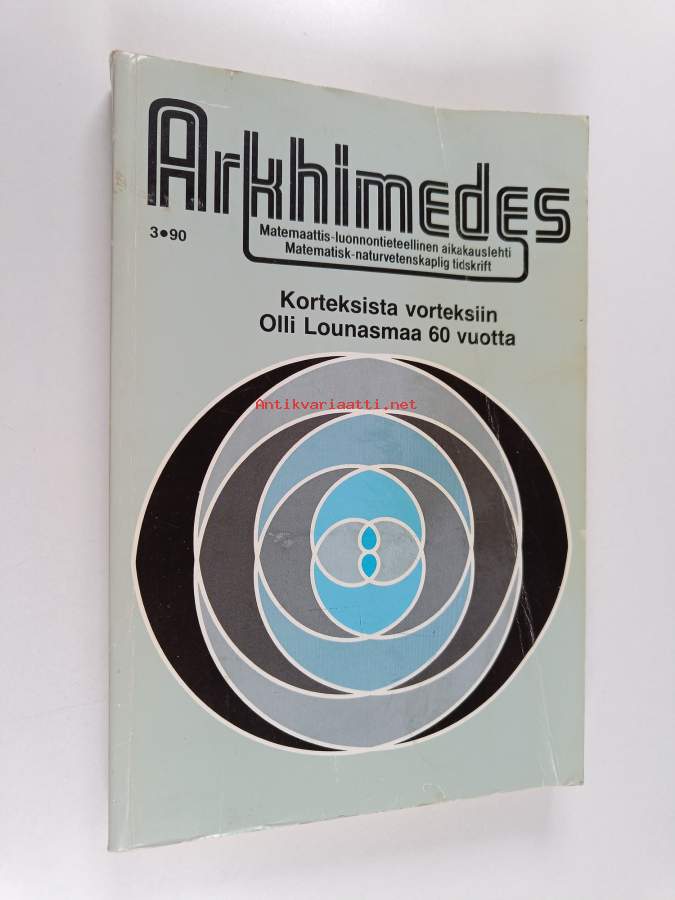 Arkhimedes
3•90
Matemaattis-luonnontieteellinen aikakauslehti
Matematisk-naturvetenskaplig tidskrift
Korteksista vorteksiin
Olli Lounasmaa 60 vuotta
Antikvariaatti.net